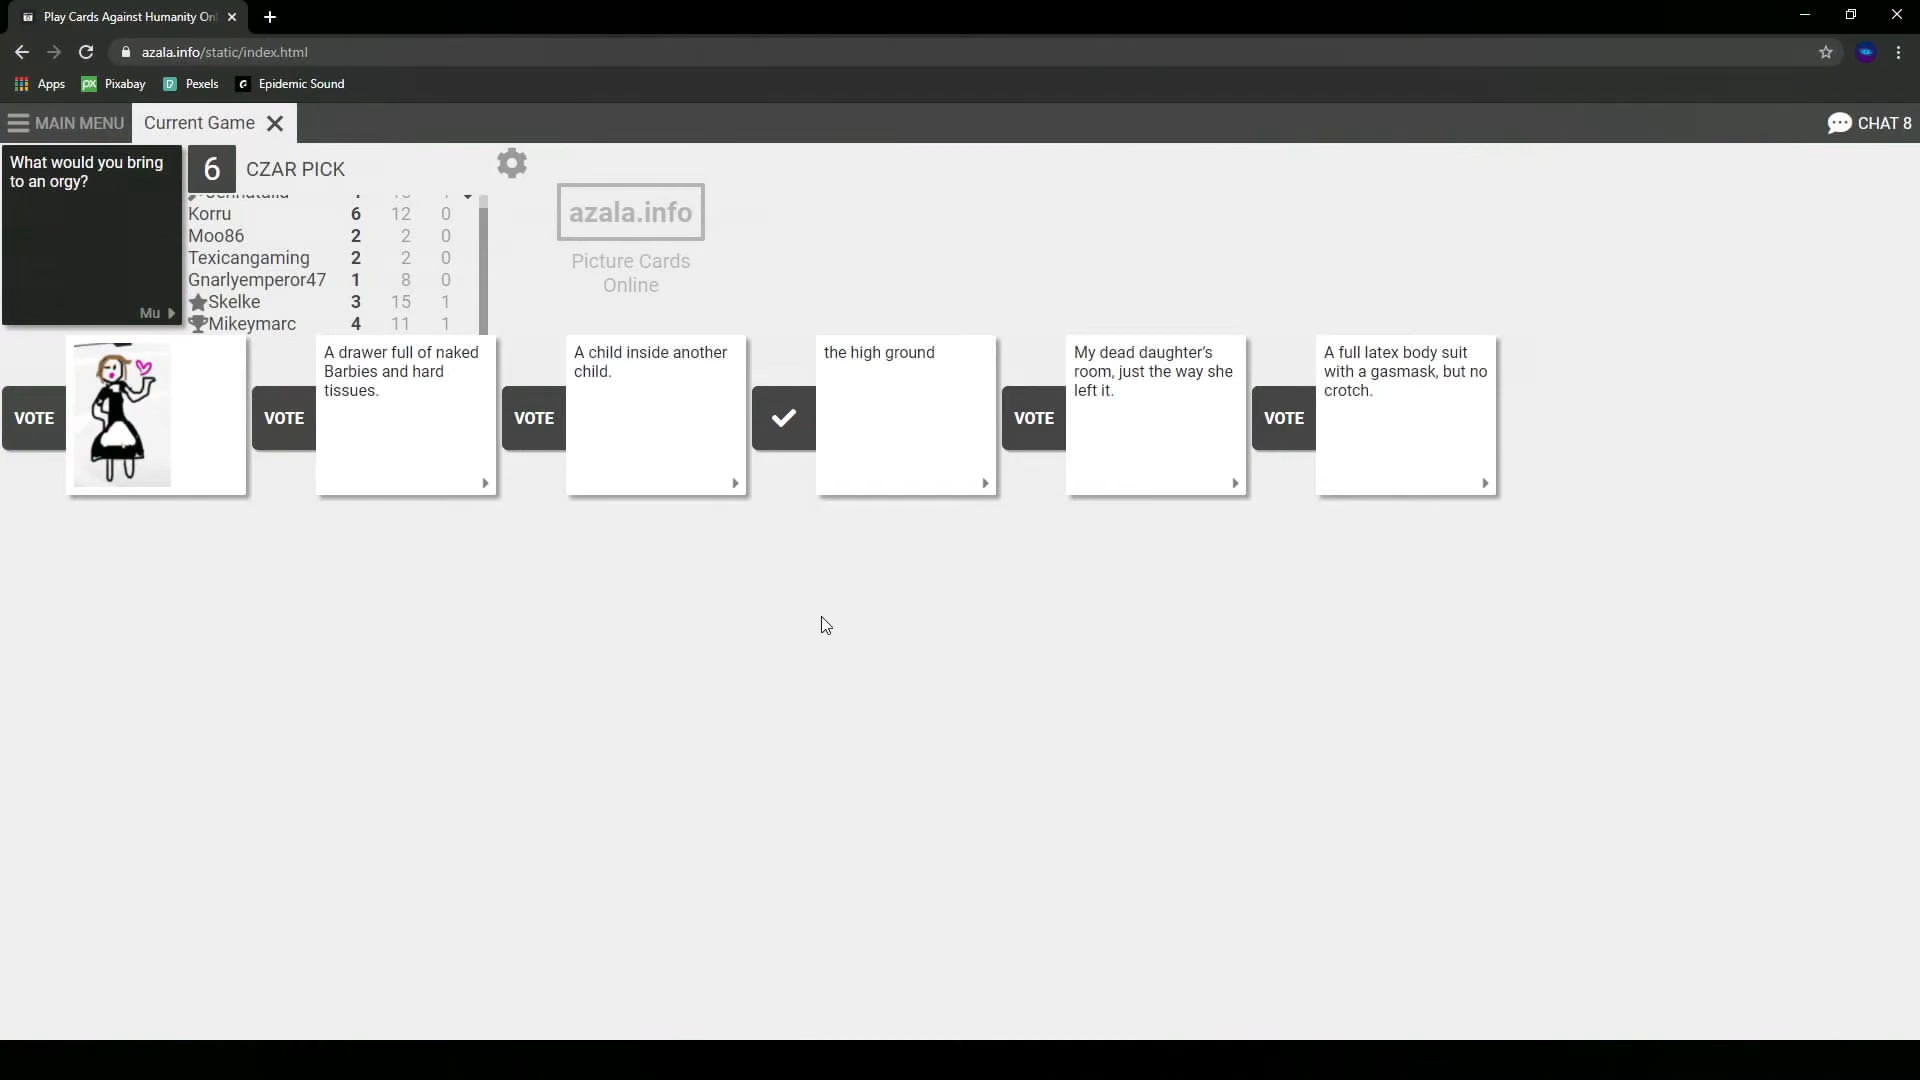 Play Cards Against Humanity Onl
azala.info/static/index.html
Apps
Pixabay
Pexels
Epidemic Sound
MAIN MENU
Current Game
CHAT 8
What would you bring
to an orgy?
Mu
6 CZAR PICK
Korru 6 12 0
Moo86 2 2 0
Texicangaming 2 2 0
Gnarlyemperor47 1 8 0
Skelke 3 15 1
Mikeymarc 4 11 1
azala.info
Picture Cards
Online
VOTE
VOTE
A drawer full of naked
Barbies and hard
tissues.
VOTE
A child inside another
child.
the high ground
VOTE
My dead daughter's
room, just the way she
left it.
VOTE
A full latex body suit
with a gasmask, but no
crotch.